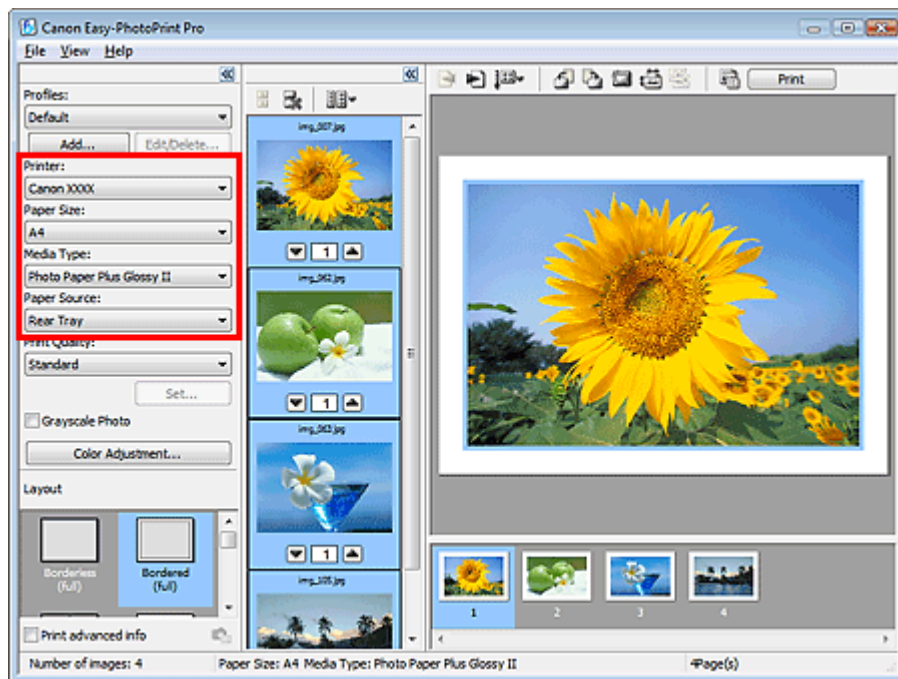 Canon Easy-PhotoPrint Pro
File View Help
Profiles:
Default
Add... Edit/Delete...
Printer:
Canon XXXX
Paper Size:
A4
Media Type:
Photo Paper Plus Glossy II
Paper Source:
Rear Tray
Print Quality:
Standard
Set...
Grayscale Photo
Color Adjustment...
Layout
Borderless
(full)
Bordered
(full)
Print advanced info
img_007.jpg
1
img_062.jpg
1
img_063.jpg
1
img_105.jpg
Print
1 2 3 4
Number of images: 4 Paper Size: A4 Media Type: Photo Paper Plus Glossy II 4Page(s)